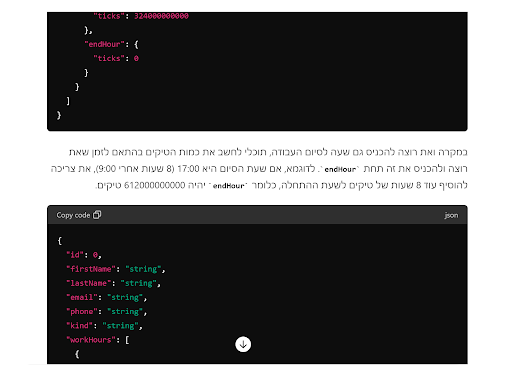 "ticks": 324000000000
},
"endHour": {
"ticks": 0
}
}
]
}
במקרה ואת רוצה להכניס גם שעה לסיום העבודה, תוכלי לחשב את כמות הטיקים בהתאם לזמן שאת
רוצה ולהכניס את זה תחת `endHour`. לדוגמא, אם שעת הסיום היא 17:00 (8 שעות אחרי 9:00), את צריכה
להוסיף עוד 8 שעות של טיקים לשעת ההתחלה, כלומר `endHour` יהיה 612000000000 טיקים.
Copy code json
{
"id": 0,
"firstName": "string",
"lastName": "string",
"email": "string",
"phone": "string",
"kind": "string",
"workHours": [
{